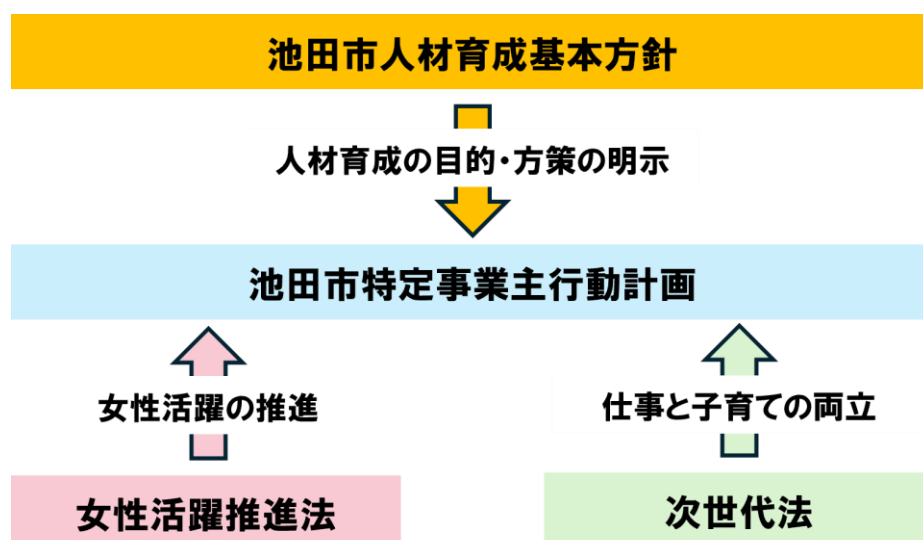 池田市人材育成基本方針
人材育成の目的・方策の明示
池田市特定事業主行動計画
女性活躍の推進
仕事と子育ての両立
女性活躍推進法
次世代法